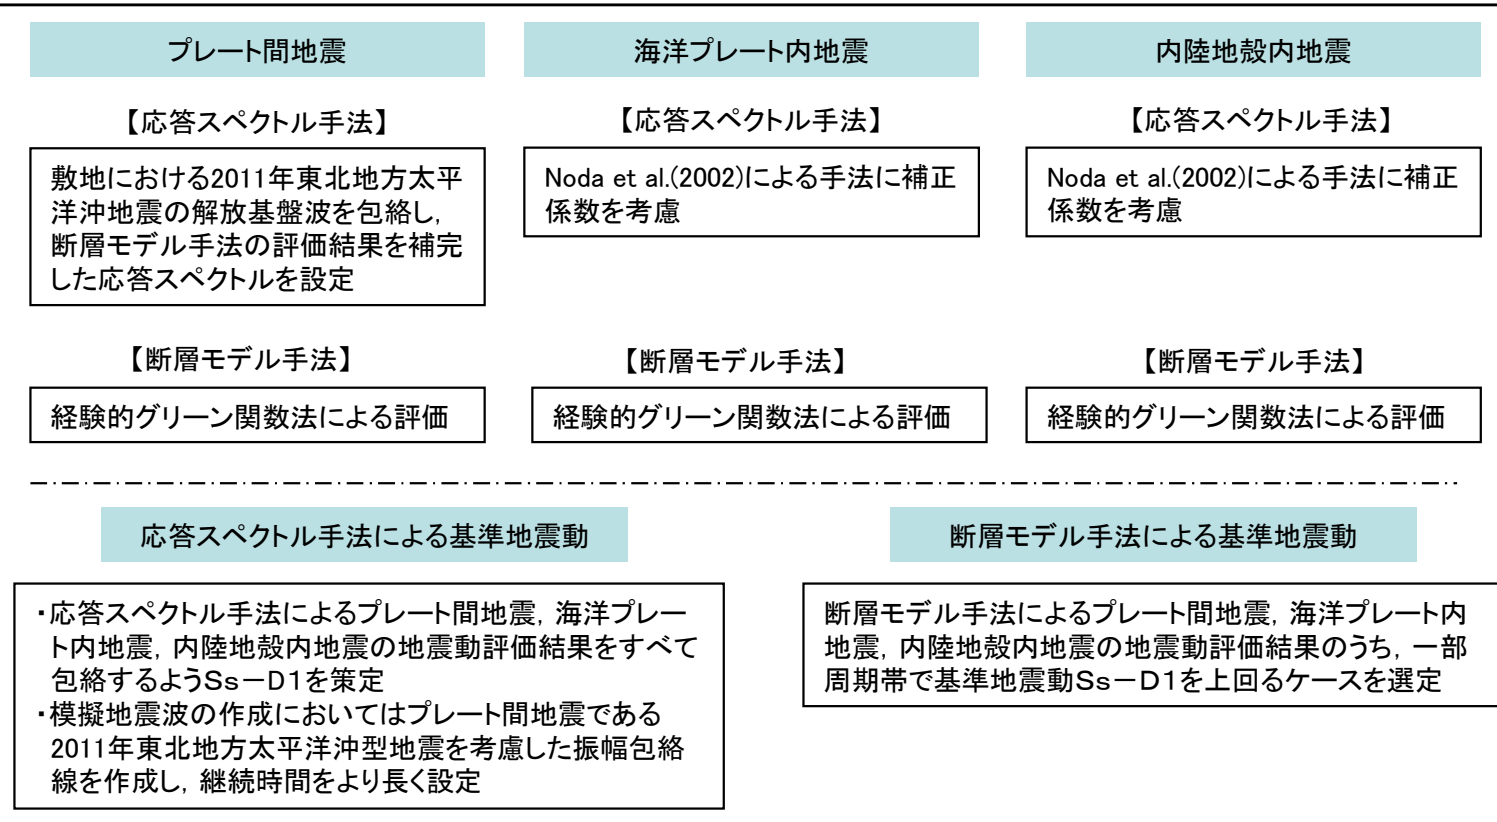 プレート間地震
海洋プレート内地震
内陸地殻内地震
【応答スペクトル手法】
【応答スペクトル手法】
【応答スペクトル手法】
敷地における2011年東北地方太平
洋沖地震の解放基盤波を包絡し，
断層モデル手法の評価結果を補完
した応答スペクトルを設定
Noda et al.(2002)による手法に補正
係数を考慮
Noda et al.(2002)による手法に補正
係数を考慮
【断層モデル手法】
【断層モデル手法】
【断層モデル手法】
経験的グリーン関数法による評価
経験的グリーン関数法による評価
経験的グリーン関数法による評価
応答スペクトル手法による基準地震動
・応答スペクトル手法によるプレート間地震，海洋プレー
ト内地震，内陸地殻内地震の地震動評価結果をすべて
包絡するようＳｓ－Ｄ１を策定
・模擬地震波の作成においてはプレート間地震である
2011年東北地方太平洋沖型地震を考慮した振幅包絡
線を作成し，継続時間をより長く設定
断層モデル手法による基準地震動
断層モデル手法によるプレート間地震，海洋プレート内
地震，内陸地殻内地震の地震動評価結果のうち，一部
周期帯で基準地震動Ｓｓ－Ｄ１を上回るケースを選定